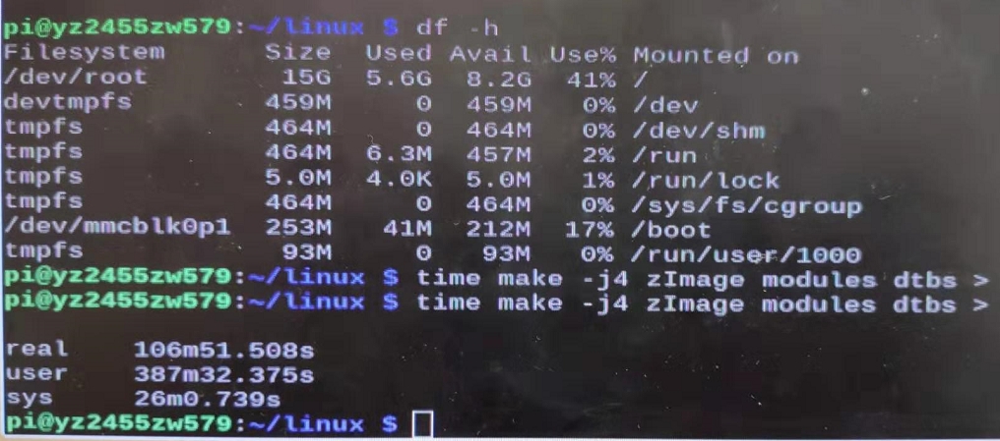 pi@yz2455zw579:~/linux $ df -h
Filesystem Size Used Avail Use% Mounted on
/dev/root 15G 5.6G 8.2G 41% /
devtmpfs 459M 0 459M 0% /dev
tmpfs 464M 0 464M 0% /dev/shm
tmpfs 464M 6.3M 457M 2% /run
tmpfs 5.0M 4.0K 5.0M 1% /run/lock
tmpfs 464M 0 464M 0% /sys/fs/cgroup
/dev/mmcblk0p1 253M 41M 212M 17% /boot
tmpfs 93M 0 93M 0% /run/user/1000
pi@yz2455zw579:~/linux $ time make -j4 zImage modules dtbs >
pi@yz2455zw579:~/linux $ time make -j4 zImage modules dtbs >
real 106m51.508s
user 387m32.375s
sys 26m0.739s
pi@yz2455zw579:~/linux $